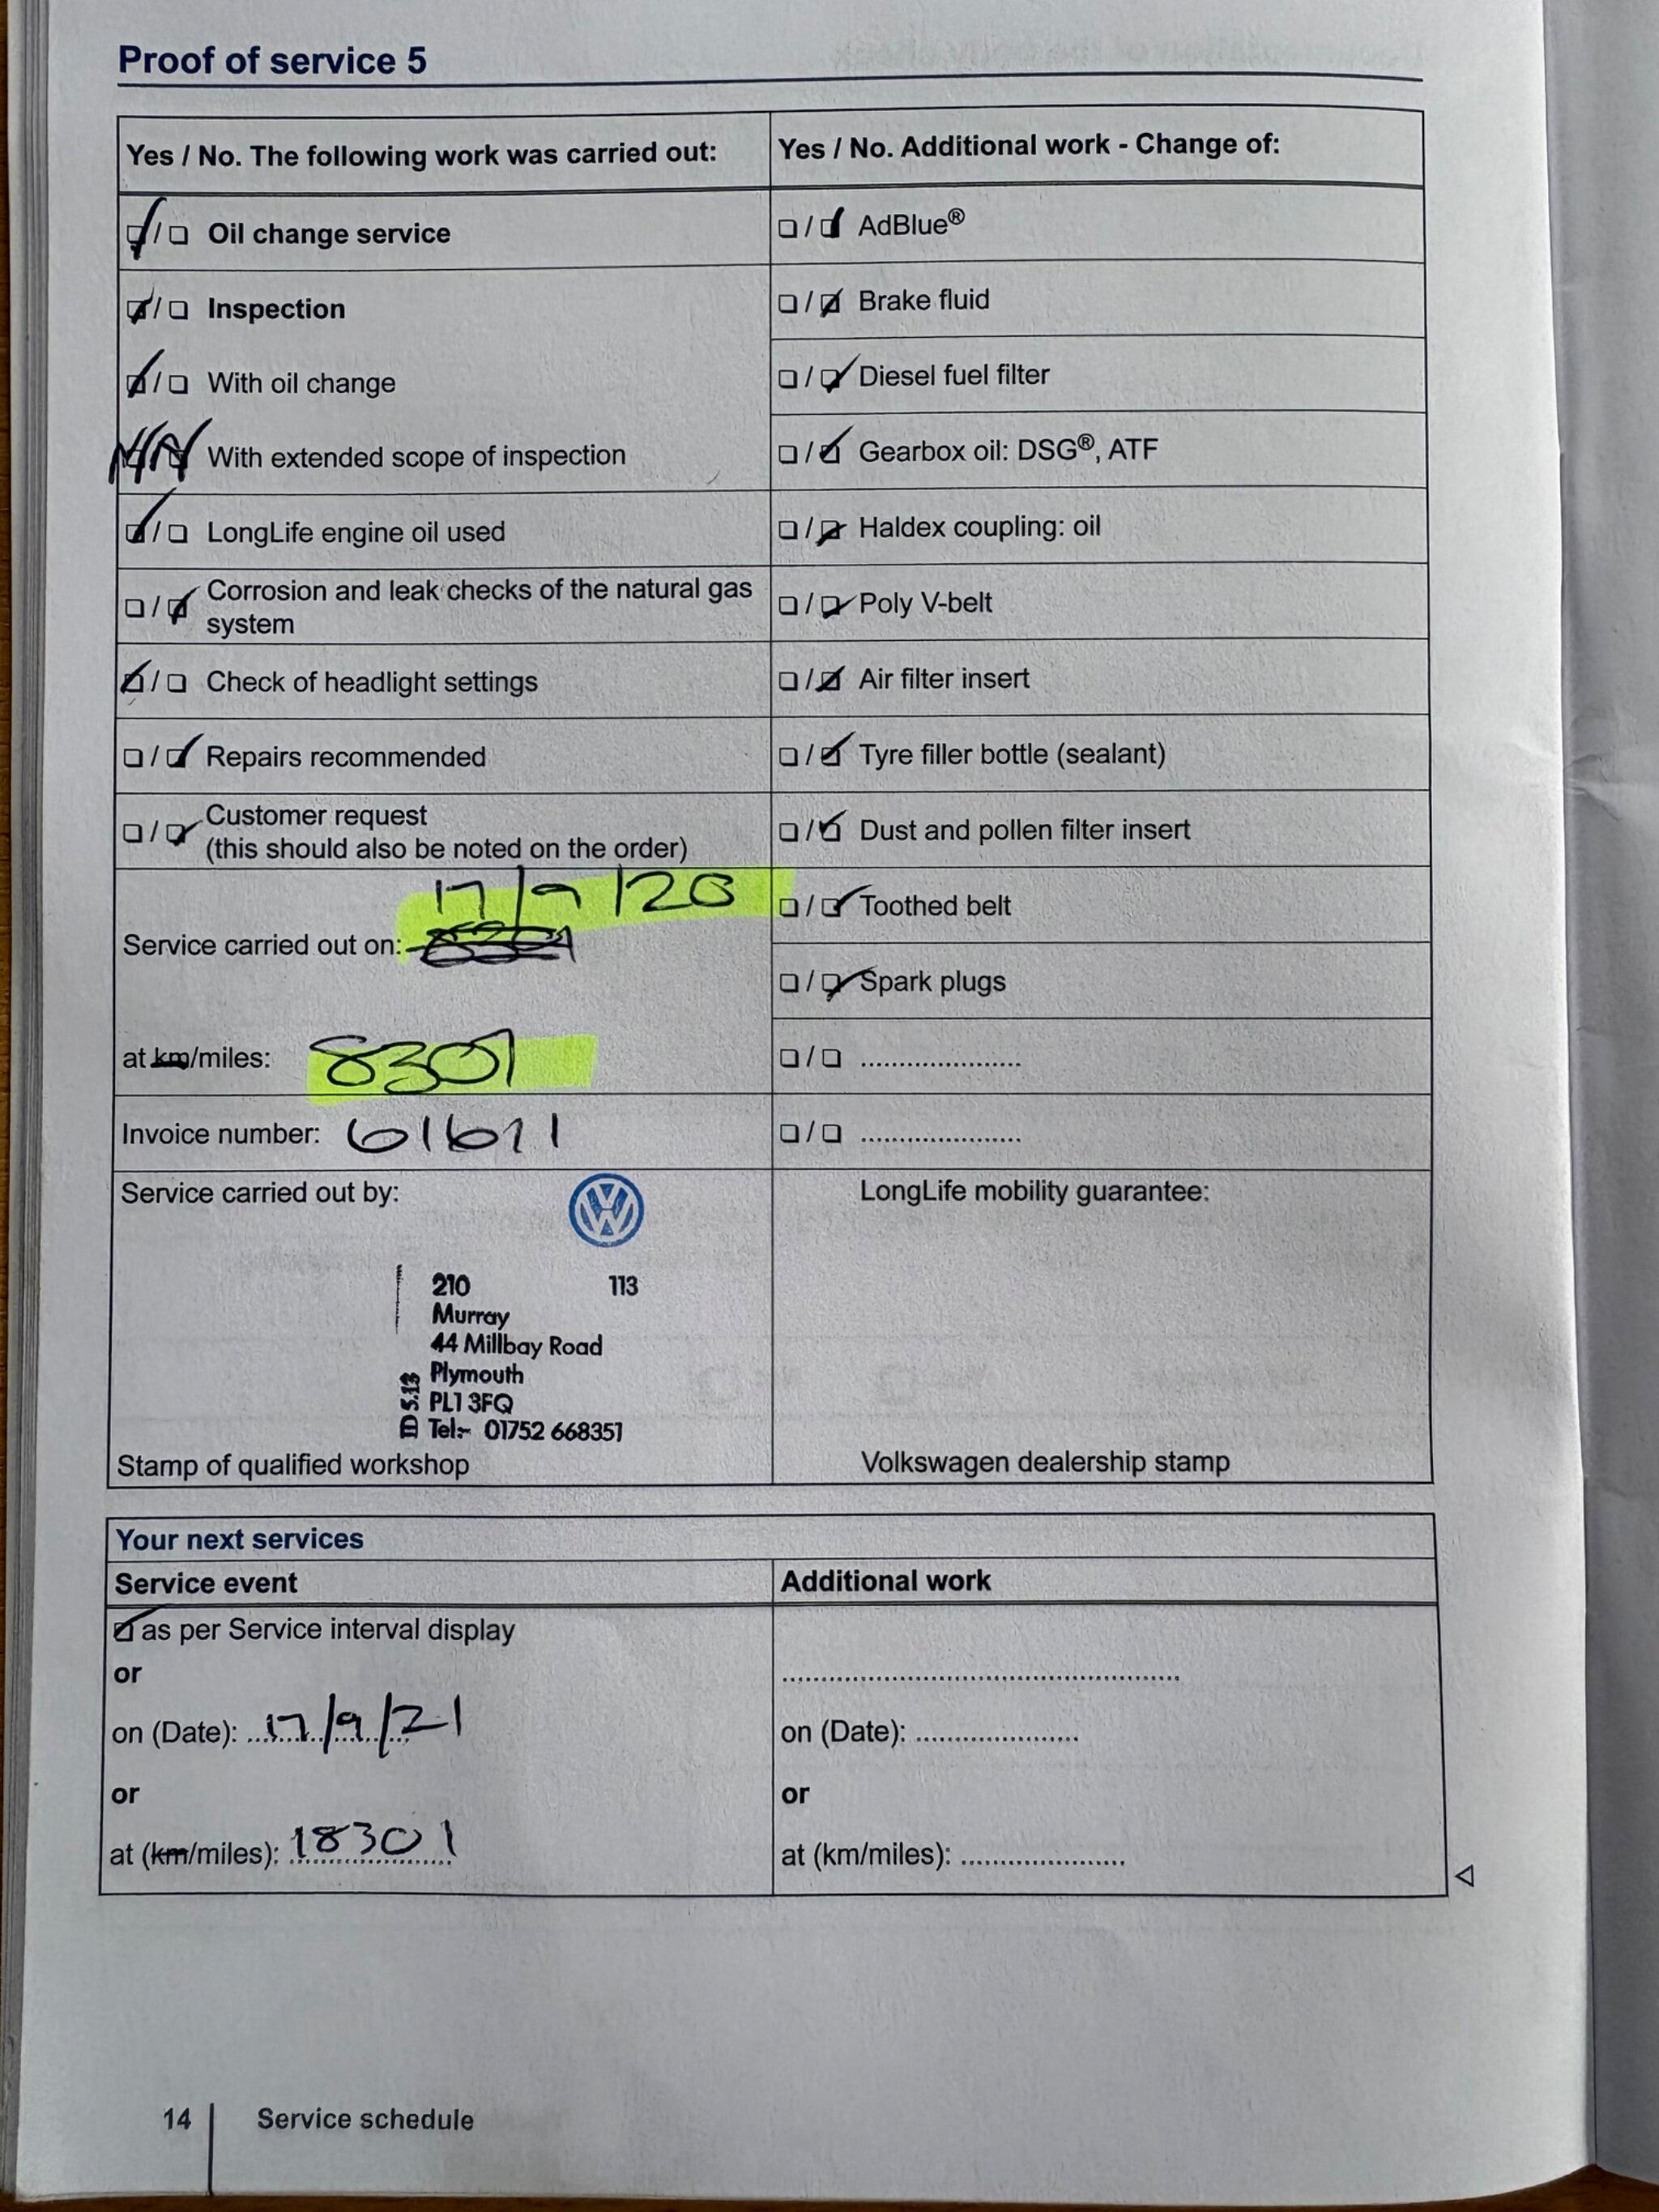 Proof of service 5
Yes / No. The following work was carried out:
Oil change service
Inspection
With oil change
With extended scope of inspection
LongLife engine oil used
Corrosion and leak checks of the natural gas
system
Check of headlight settings
Repairs recommended
Customer request
(this should also be noted on the order)
17/9/20
Service carried out on:
at km/miles: 8301
Invoice number: 61611
Service carried out by:
210 113
Murray
44 Millbay Road
Plymouth
PL1 3FQ
Tel:- 01752 668351
Stamp of qualified workshop
Yes / No. Additional work - Change of:
AdBlue®
Brake fluid
Diesel fuel filter
Gearbox oil: DSG®, ATF
Haldex coupling: oil
Poly V-belt
Air filter insert
Tyre filler bottle (sealant)
Dust and pollen filter insert
Toothed belt
Spark plugs
LongLife mobility guarantee:
Volkswagen dealership stamp
Your next services
Service event
as per Service interval display
or
on (Date): 17/9/21
or
at (km/miles): 18301
Additional work
on (Date):
or
at (km/miles):
14 Service schedule